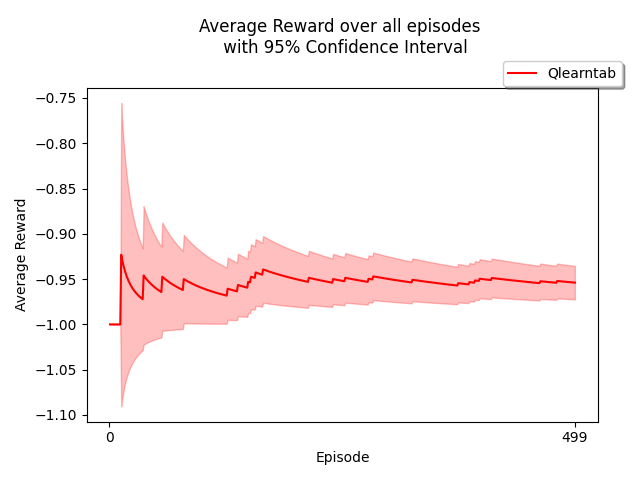 Average Reward over all episodes
with 95% Confidence Interval
Qlearntab
−0.75
−0.80
−0.85
−0.90
−0.95
−1.00
−1.05
−1.10
Average Reward
0 499
Episode